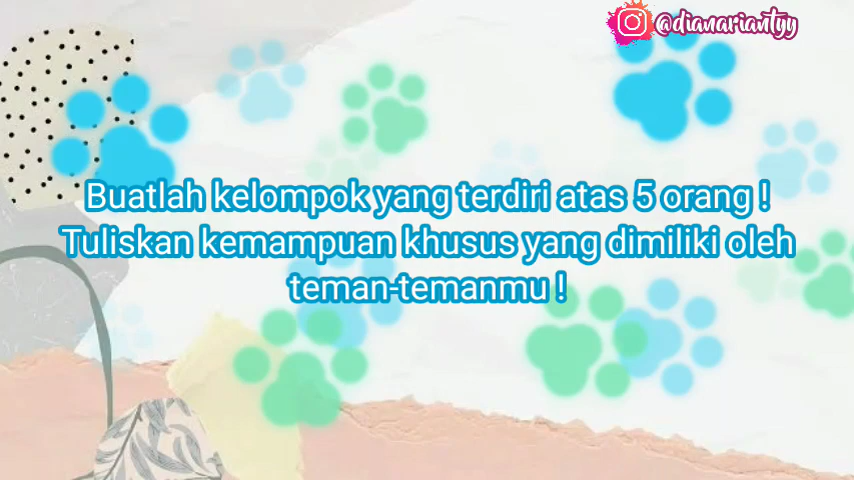 @dianariantyy
Buatlah kelompok yang terdiri atas 5 orang !
Tuliskan kemampuan khusus yang dimiliki oleh
teman-temanmu !